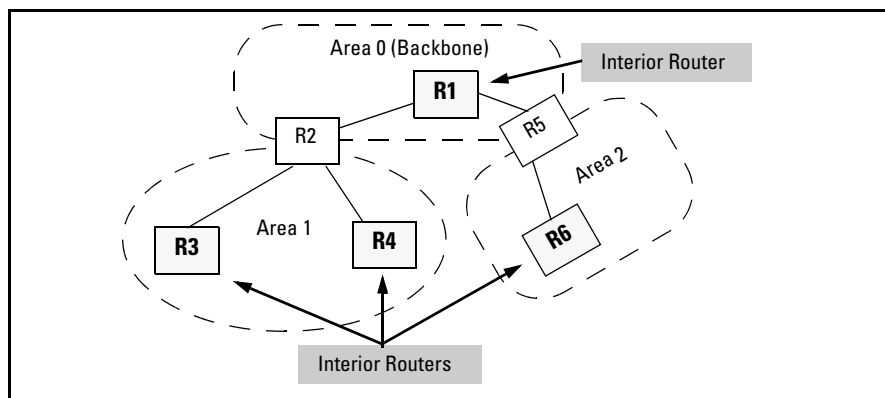 Area 0 (Backbone)
Interior Router
R1
R2
R5
Area 2
Area 1
R3
R4
R6
Interior Routers